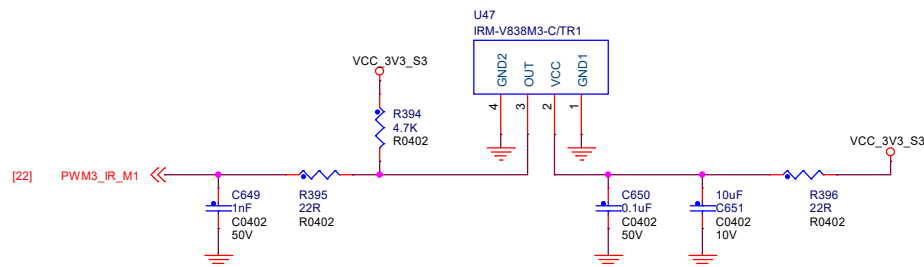 U47
IRM-V838M3-C/TR1
GND2
OUT
VCC
GND1
4
3
2
1
VCC_3V3_S3
R394
4.7K
R0402
VCC_3V3_S3
[22]
PWM3_IR_M1
C649
1nF
C0402
50V
R395
22R
R0402
C650
0.1uF
C0402
50V
10uF
C651
C0402
10V
R396
22R
R0402